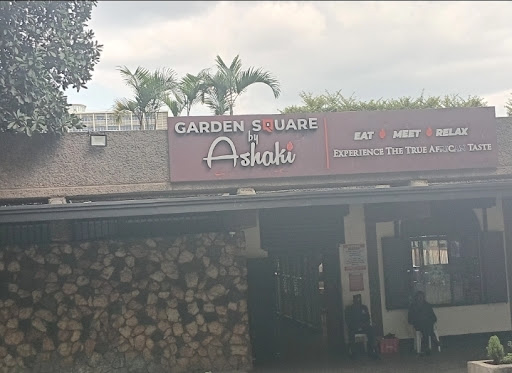 GARDEN SQUARE
by
Ashaki
EAT MEET RELAX
EXPERIENCE THE TRUE AFRICAN TASTE